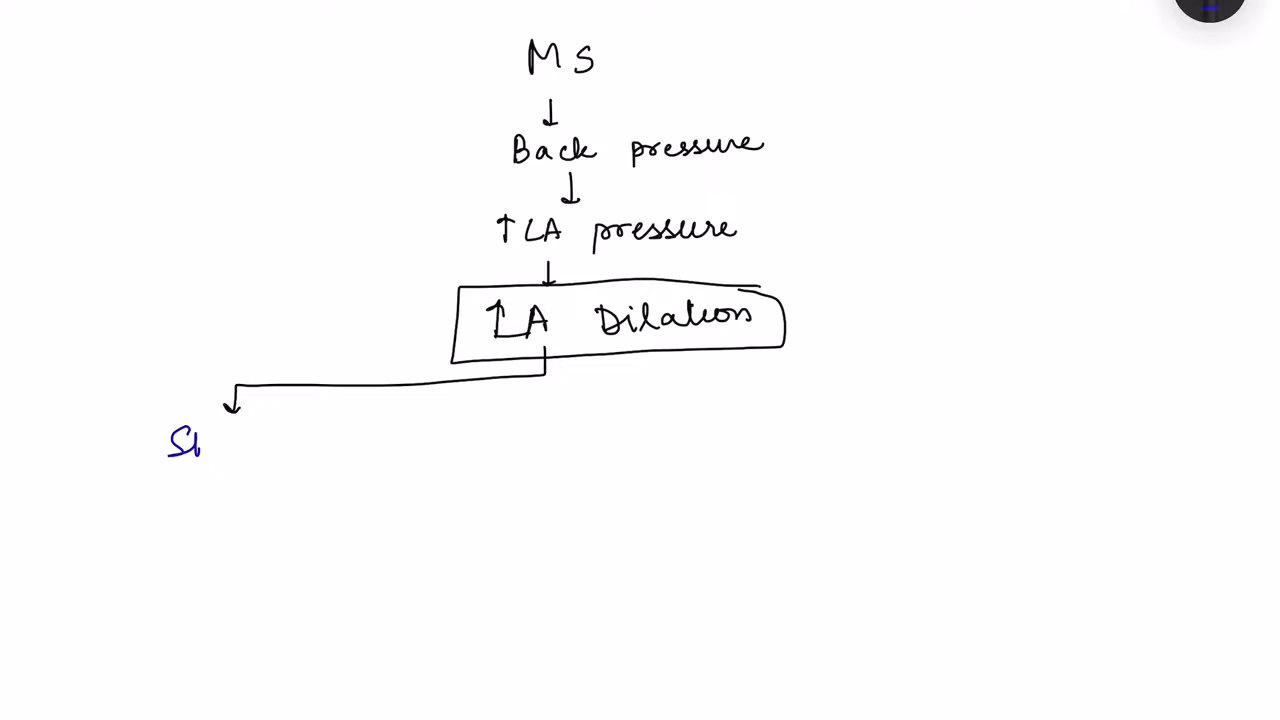 MS
↓
Back pressure
↓
↑ LA pressure
↓
↑ LA Dilation